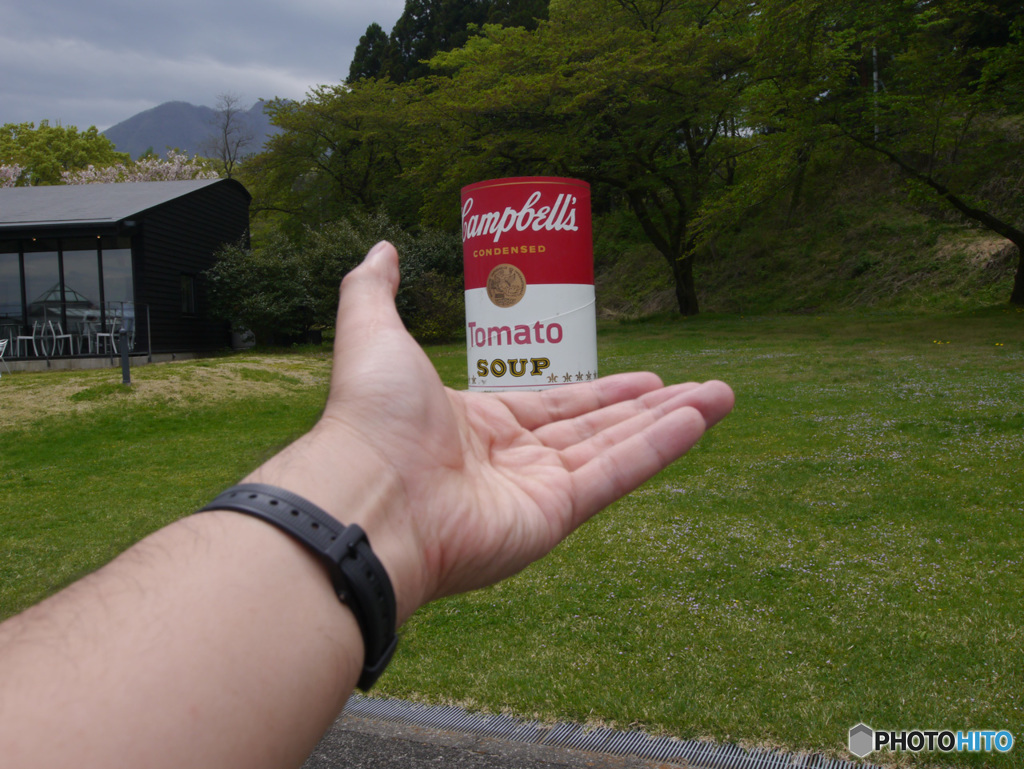 Campbell's
CONDENSED
Tomato
SOUP
PHOTOHITO